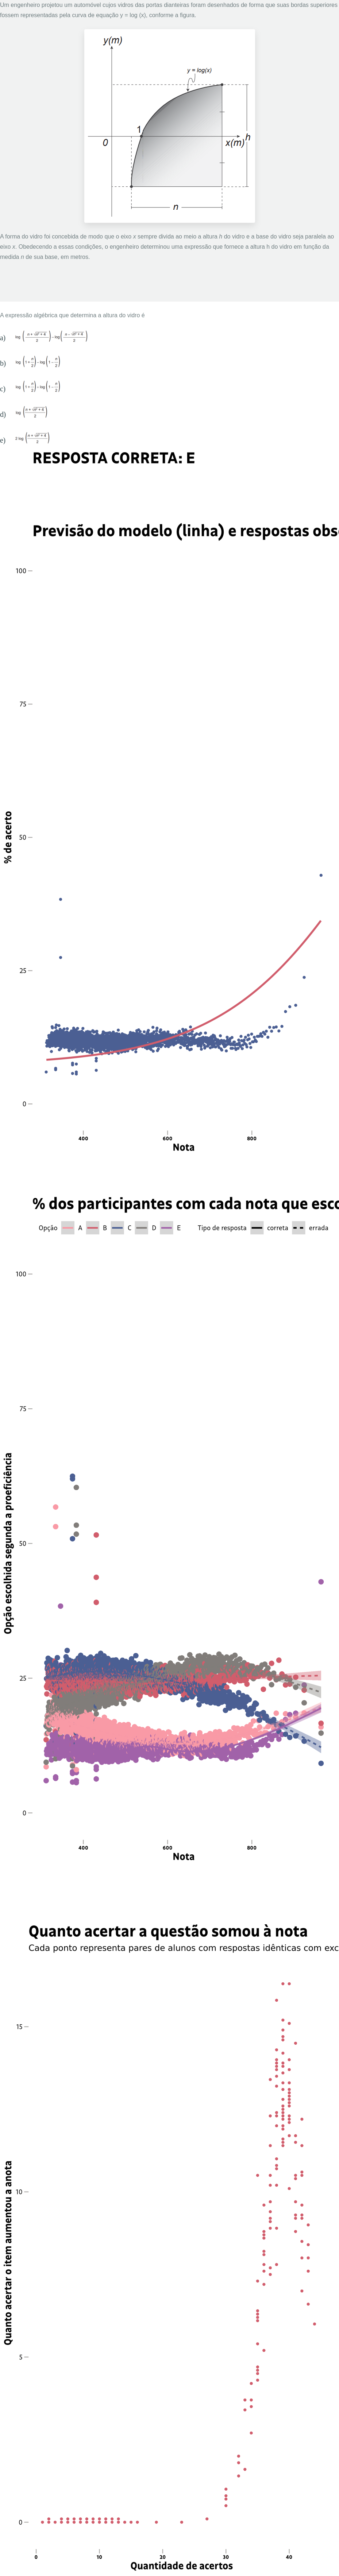 Um engenheiro projetou um automóvel cujos vidros das portas dianteiras foram desenhados de forma que suas bordas superiores
fossem representadas pela curva de equação y = log (x), conforme a figura.
y(m)
y = log(x)
1
0
x(m)
h
n
A forma do vidro foi concebida de modo que o eixo x sempre divida ao meio a altura h do vidro e a base do vidro seja paralela ao
eixo x. Obedecendo a essas condições, o engenheiro determinou uma expressão que fornece a altura h do vidro em função da
medida n de sua base, em metros.
A expressão algébrica que determina a altura do vidro é
a)
b)
c)
d)
e)
RESPOSTA CORRETA: E
Previsão do modelo (linha) e respostas obs
100
75
50
25
0
% de acerto
400 600 800
Nota
% dos participantes com cada nota que esco
Opção A B C D E Tipo de resposta correta errada
100
75
50
25
0
Opção escolhida segunda a proeficiência
400 600 800
Nota
Quanto acertar a questão somou à nota
Cada ponto representa pares de alunos com respostas idênticas com exc
15
10
5
0
Quanto acertar o item aumentou a anota
0 10 20 30 40
Quantidade de acertos